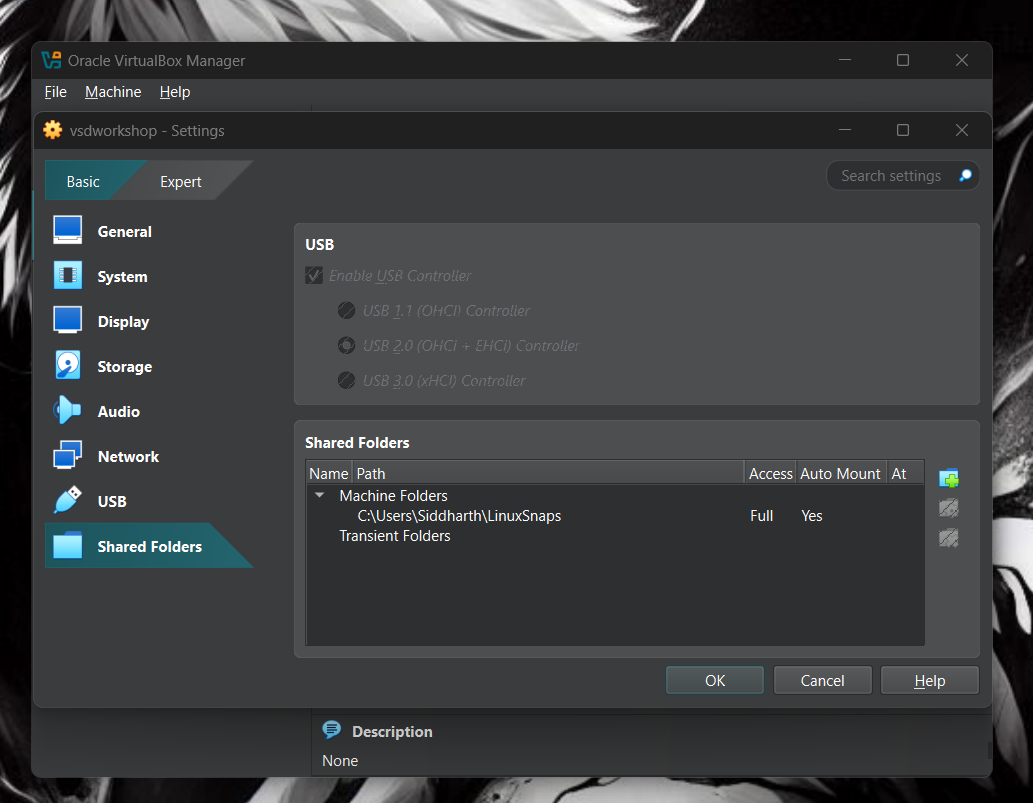 Oracle VirtualBox Manager
File Machine Help
vsdworkshop - Settings
Basic Expert Search settings
General
System
Display
Storage
Audio
Network
USB
Shared Folders
USB
Enable USB Controller
USB 1.1 (OHCI) Controller
USB 2.0 (OHCI + EHCI) Controller
USB 3.0 (xHCI) Controller
Shared Folders
Name Path Access Auto Mount At
Machine Folders
C:\Users\Siddharth\LinuxSnaps Full Yes
Transient Folders
OK Cancel Help
Description
None